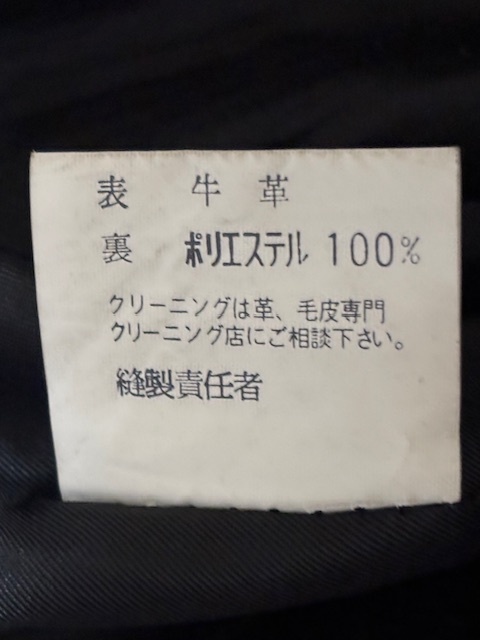 表 牛革
裏 ポリエステル 100%
クリーニングは革、毛皮専門
クリーニング店にご相談下さい。
縫製責任者